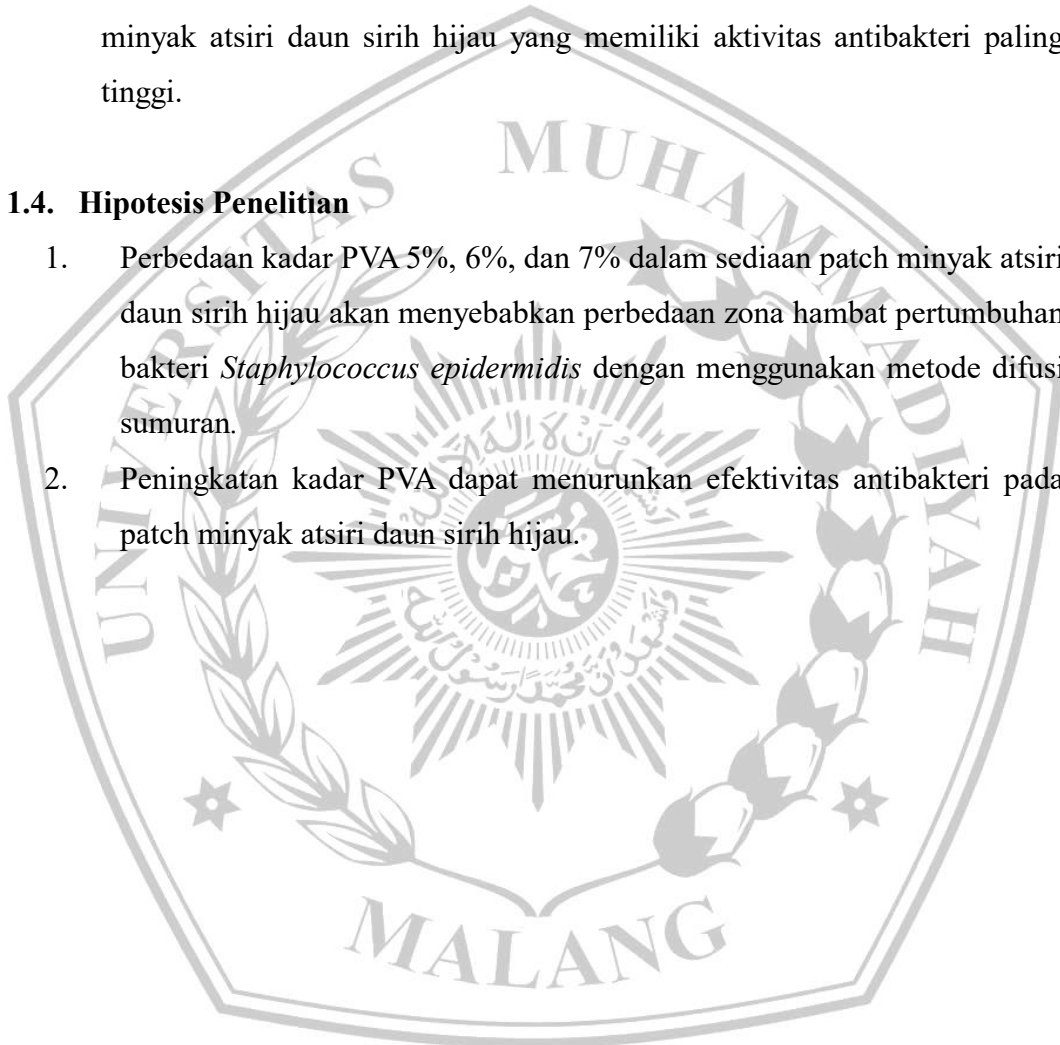 minyak atsiri daun sirih hijau yang memiliki aktivitas antibakteri paling
tinggi.
1.4. Hipotesis Penelitian
1. Perbedaan kadar PVA 5%, 6%, dan 7% dalam sediaan patch minyak atsiri
daun sirih hijau akan menyebabkan perbedaan zona hambat pertumbuhan
bakteri Staphylococcus epidermidis dengan menggunakan metode difusi
sumuran.
2. Peningkatan kadar PVA dapat menurunkan efektivitas antibakteri pada
patch minyak atsiri daun sirih hijau.
UNIVERSITAS MUHAMMADIYAH
MALANG